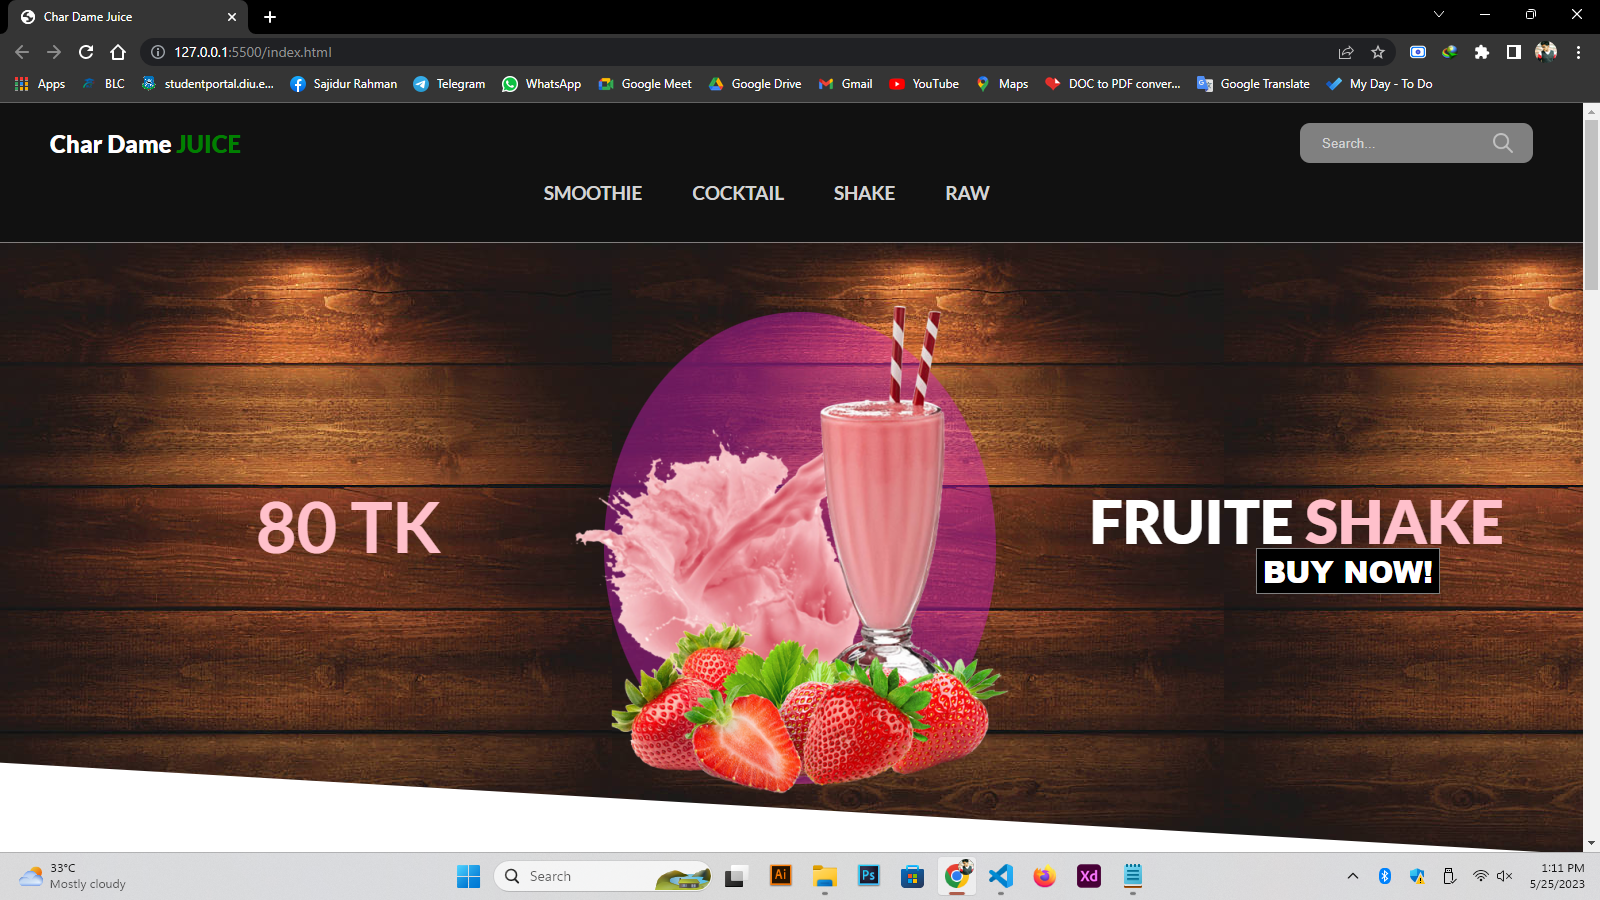 Char Dame Juice
127.0.0.1:5500/index.html
Apps BLC studentportal.diu.e... Sajidur Rahman Telegram WhatsApp Google Meet Google Drive Gmail YouTube Maps DOC to PDF conver... Google Translate My Day - To Do
Char Dame JUICE
Search...
SMOOTHIE COCKTAIL SHAKE RAW
80 TK
FRUITE SHAKE
BUY NOW!
33°C
Mostly cloudy
Search
Ai
Ps
Xd
1:11 PM
5/25/2023